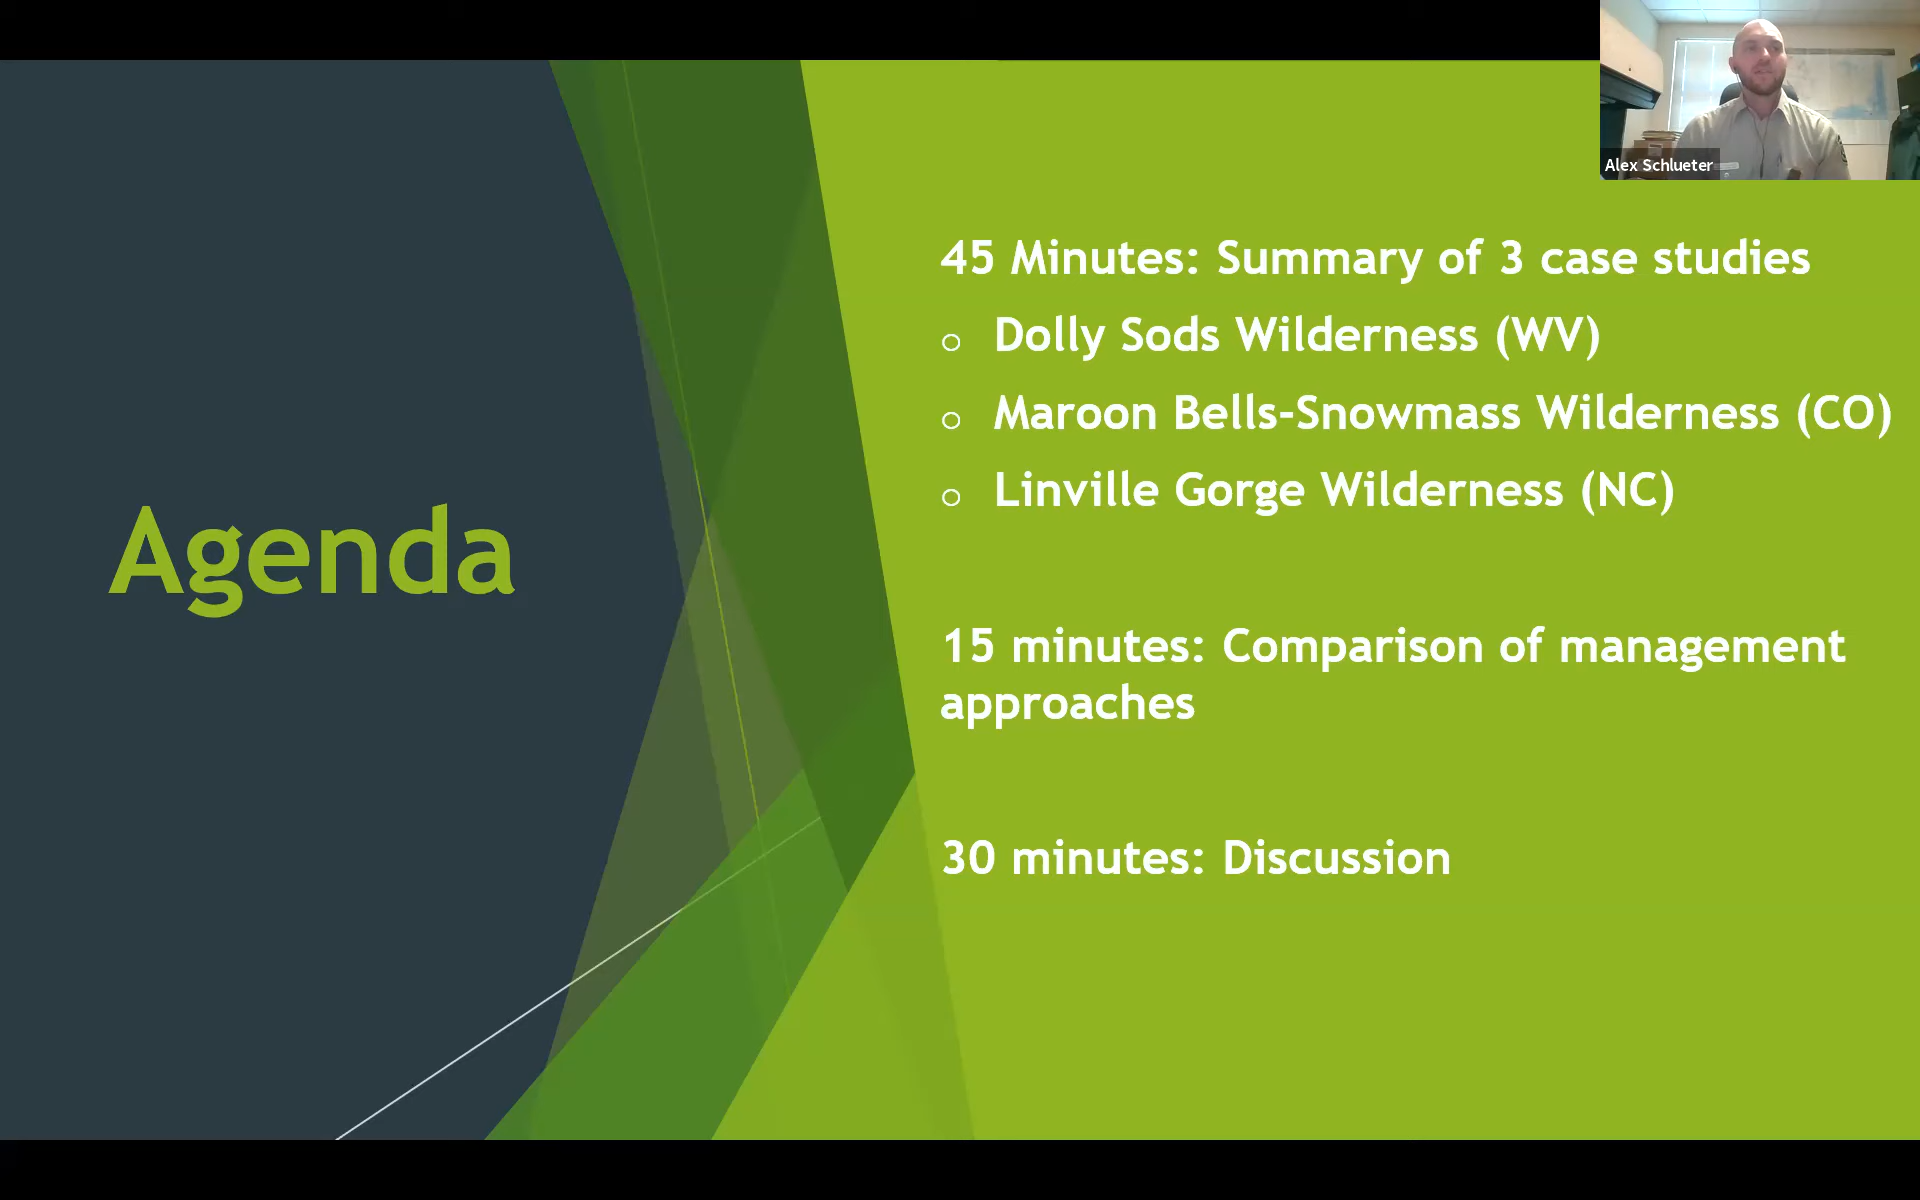 Alex Schlueter
Agenda
45 Minutes: Summary of 3 case studies
o Dolly Sods Wilderness (WV)
o Maroon Bells-Snowmass Wilderness (CO)
o Linville Gorge Wilderness (NC)
15 minutes: Comparison of management
approaches
30 minutes: Discussion